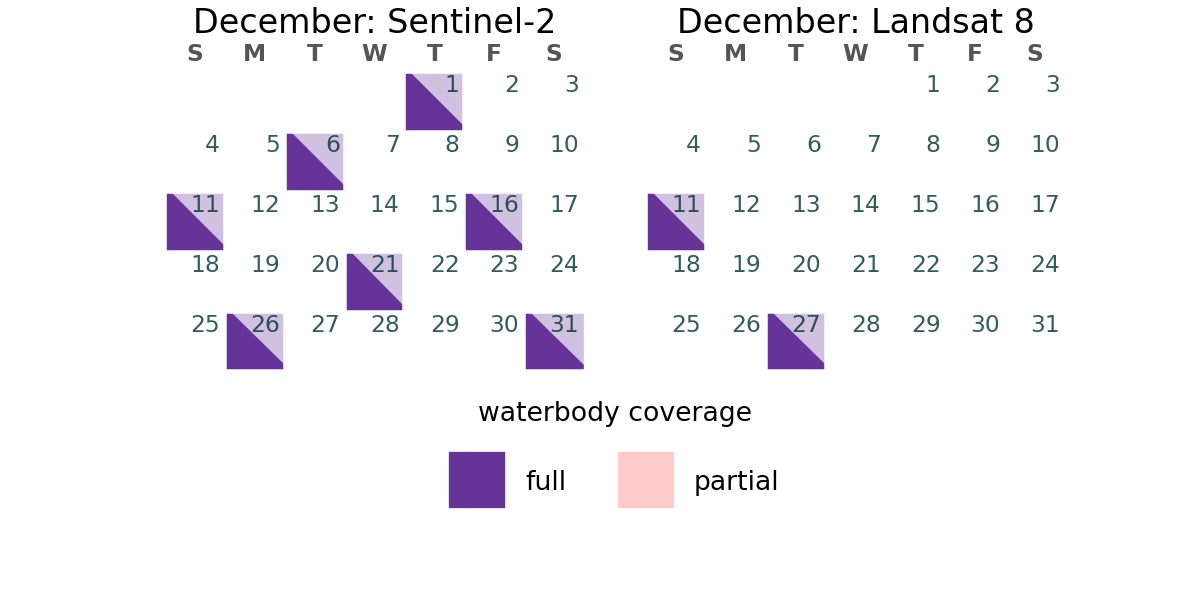 December: Sentinel-2
S M T W T F S
1 2 3
4 5 6 7 8 9 10
11 12 13 14 15 16 17
18 19 20 21 22 23 24
25 26 27 28 29 30 31
December: Landsat 8
S M T W T F S
1 2 3
4 5 6 7 8 9 10
11 12 13 14 15 16 17
18 19 20 21 22 23 24
25 26 27 28 29 30 31
waterbody coverage
full partial